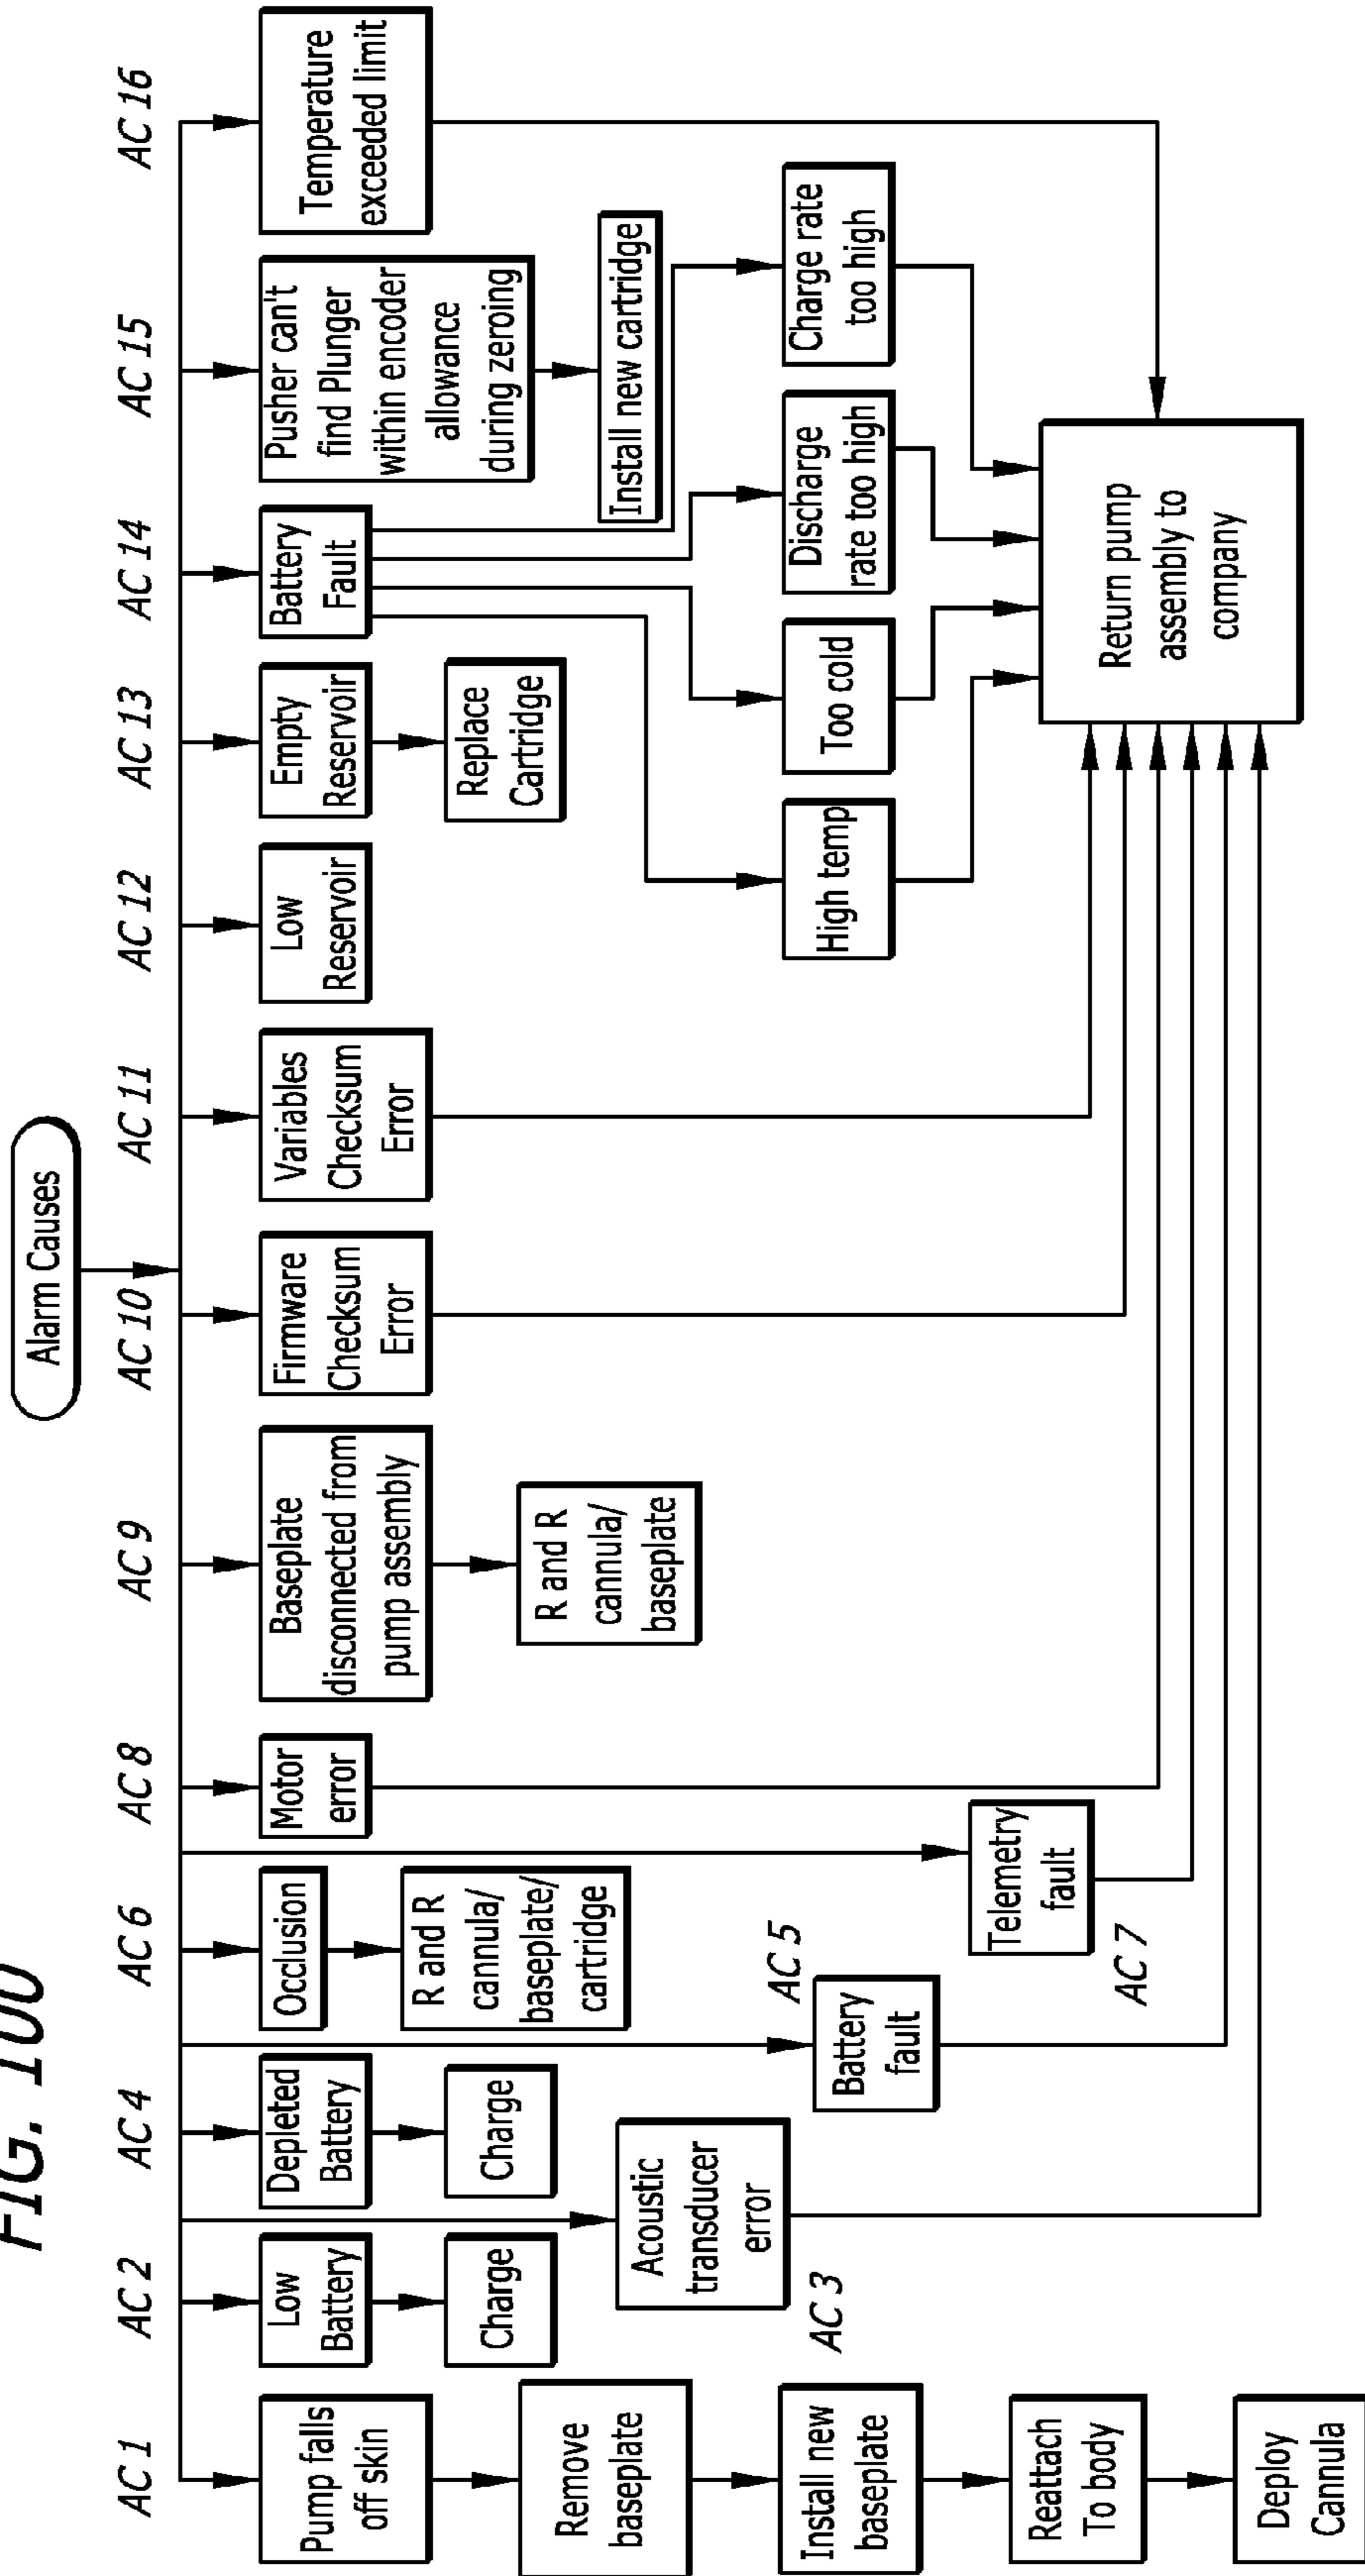 FIG. 100
Alarm Causes
AC 1
AC 2
AC 4
AC 6
AC 8
AC 9
AC 10
AC 11
AC 12
AC 13
AC 14
AC 15
AC 16
Pump falls
off skin
Remove
baseplate
Install new
baseplate
Reattach
To body
Deploy
Cannula
Low
Battery
Charge
Acoustic
transducer
error
AC 3
Depleted
Battery
Charge
Battery
fault
AC 5
Occlusion
R and R
cannula/
baseplate/
cartridge
Telemetry
fault
AC 7
Motor
error
Baseplate
disconnected from
pump assembly
R and R
cannula/
baseplate
Firmware
Checksum
Error
Variables
Checksum
Error
Low
Reservoir
Empty
Reservoir
Replace
Cartridge
Battery
Fault
High temp
Too cold
Discharge
rate too high
Charge rate
too high
Pusher can't
find Plunger
within encoder
allowance
during zeroing
Install new cartridge
Temperature
exceeded limit
Return pump
assembly to
company